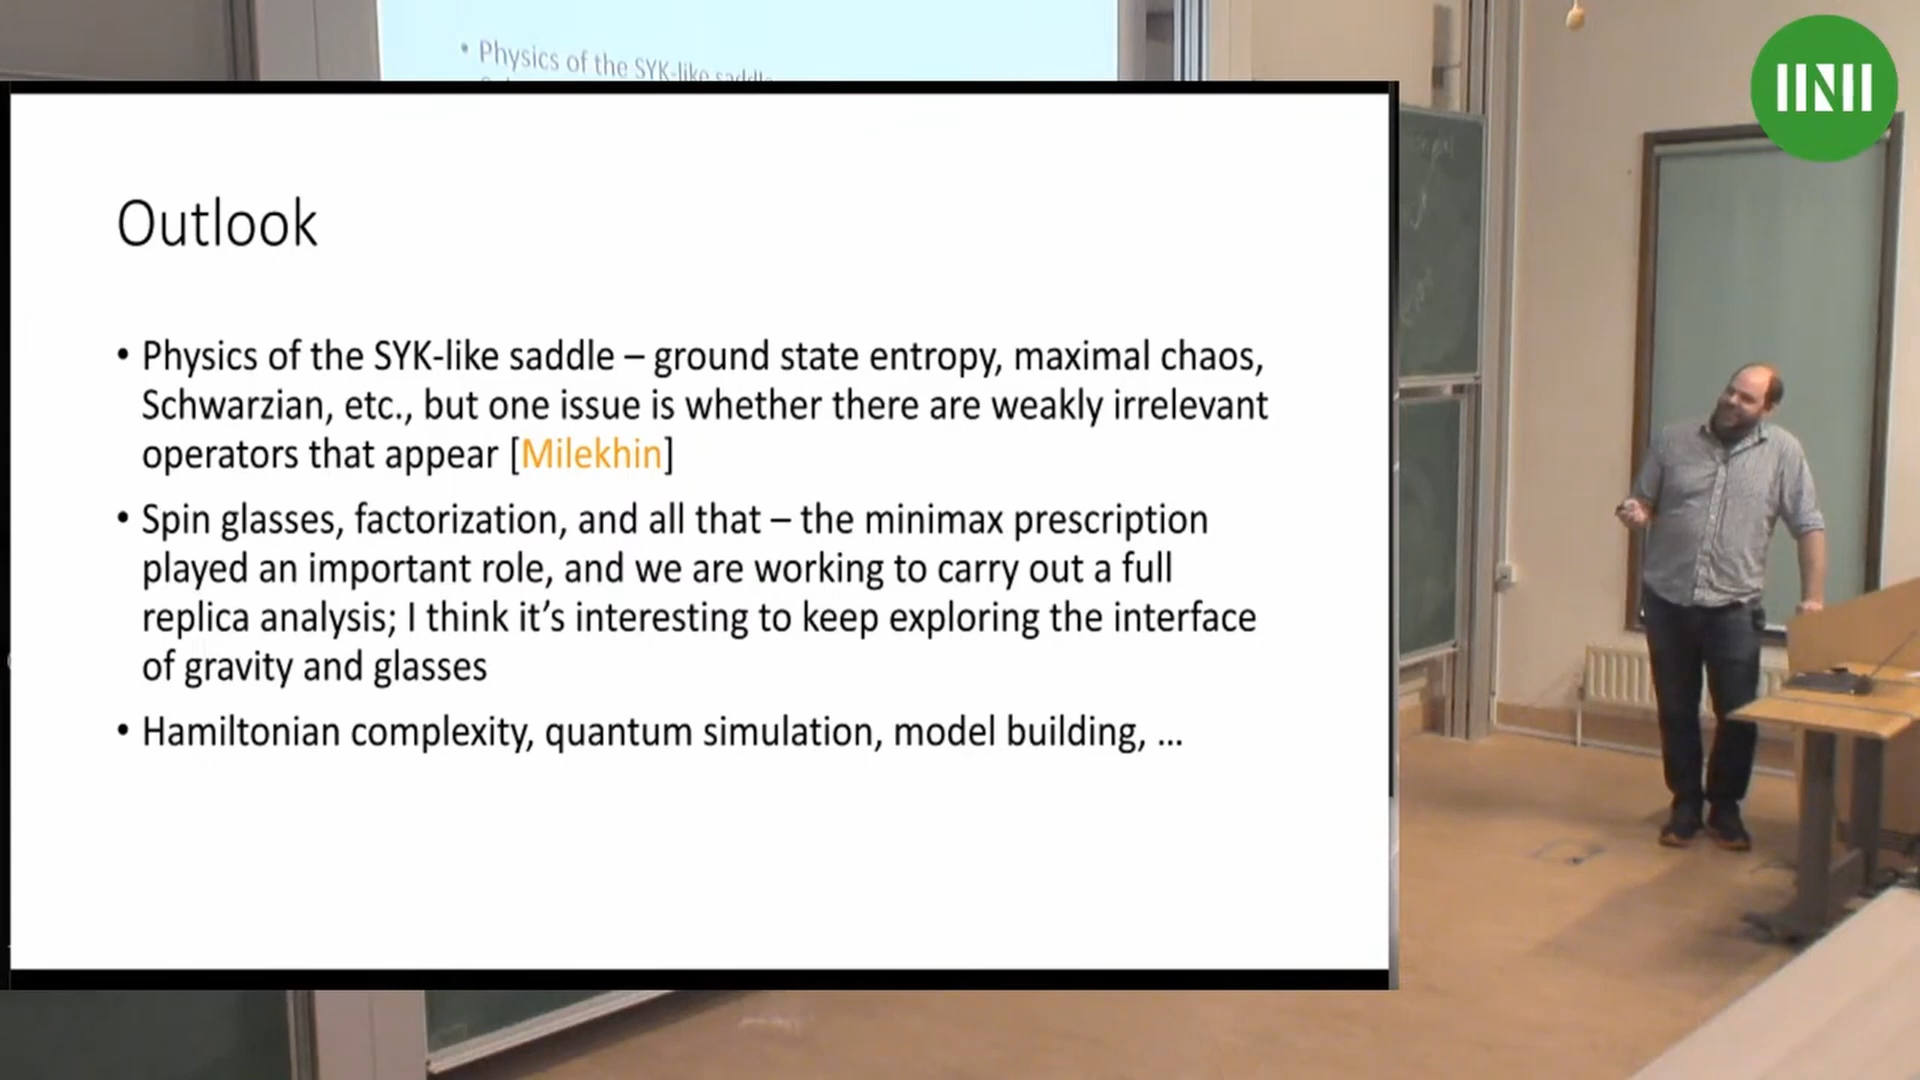 • Physics of the SYK-like saddle
Outlook
• Physics of the SYK-like saddle – ground state entropy, maximal chaos,
Schwarzian, etc., but one issue is whether there are weakly irrelevant
operators that appear [Milekhin]
• Spin glasses, factorization, and all that – the minimax prescription
played an important role, and we are working to carry out a full
replica analysis; I think it’s interesting to keep exploring the interface
of gravity and glasses
• Hamiltonian complexity, quantum simulation, model building, ...